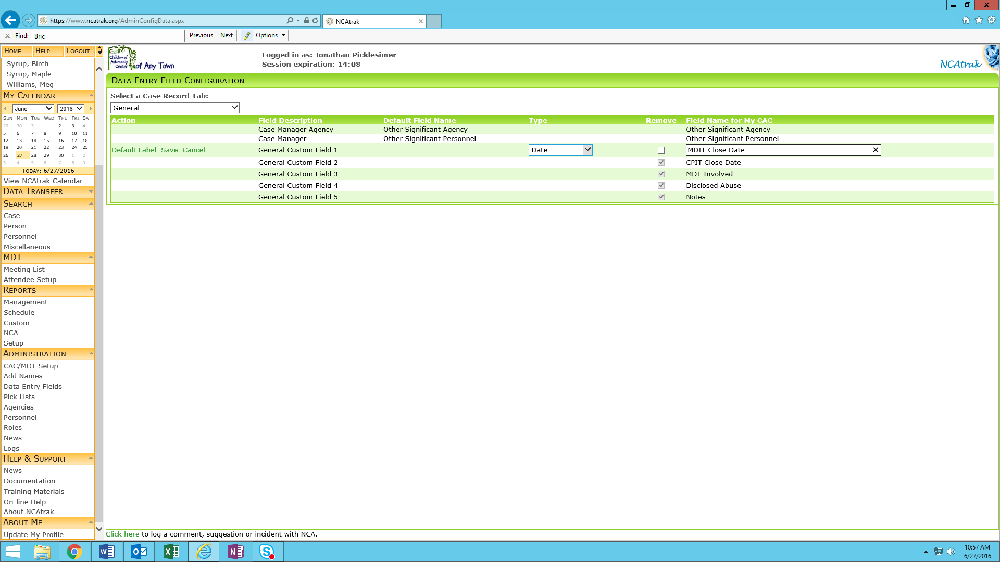 https://www.ncatrak.org/AdminConfigData.aspx
NCAtrak
Find: Bric Previous Next Options
HOME HELP LOGOUT
Syrup, Birch
Syrup, Maple
Williams, Meg
MY CALENDAR
June 2016
SUN MON TUE WED THU FRI SAT
29 30 31 1 2 3 4
5 6 7 8 9 10 11
12 13 14 15 16 17 18
19 20 21 22 23 24 25
26 27 28 29 30 1 2
3 4 5 6 7 8 9
TODAY: 6/27/2016
View NCAtrak Calendar
DATA TRANSFER
SEARCH
Case
Person
Personnel
Miscellaneous
MDT
Meeting List
Attendee Setup
REPORTS
Management
Schedule
Custom
NCA
Setup
ADMINISTRATION
CAC/MDT Setup
Add Names
Data Entry Fields
Pick Lists
Agencies
Personnel
Roles
News
Logs
HELP & SUPPORT
News
Documentation
Training Materials
On-line Help
About NCAtrak
ABOUT ME
Update My Profile
Childrens'
Advocacy
Center of Any Town
Logged in as: Jonathan Picklesimer
Session expiration: 14:08
NCAtrak
DATA ENTRY FIELD CONFIGURATION
Select a Case Record Tab:
General
Action Field Description Default Field Name Type Remove Field Name for My CAC
Case Manager Agency Other Significant Agency Other Significant Agency
Case Manager Other Significant Personnel Other Significant Personnel
Default Label Save Cancel General Custom Field 1 Date MDIT Close Date
General Custom Field 2 CPIT Close Date
General Custom Field 3 MDT Involved
General Custom Field 4 Disclosed Abuse
General Custom Field 5 Notes
Click here to log a comment, suggestion or incident with NCA.
10:57 AM
6/27/2016